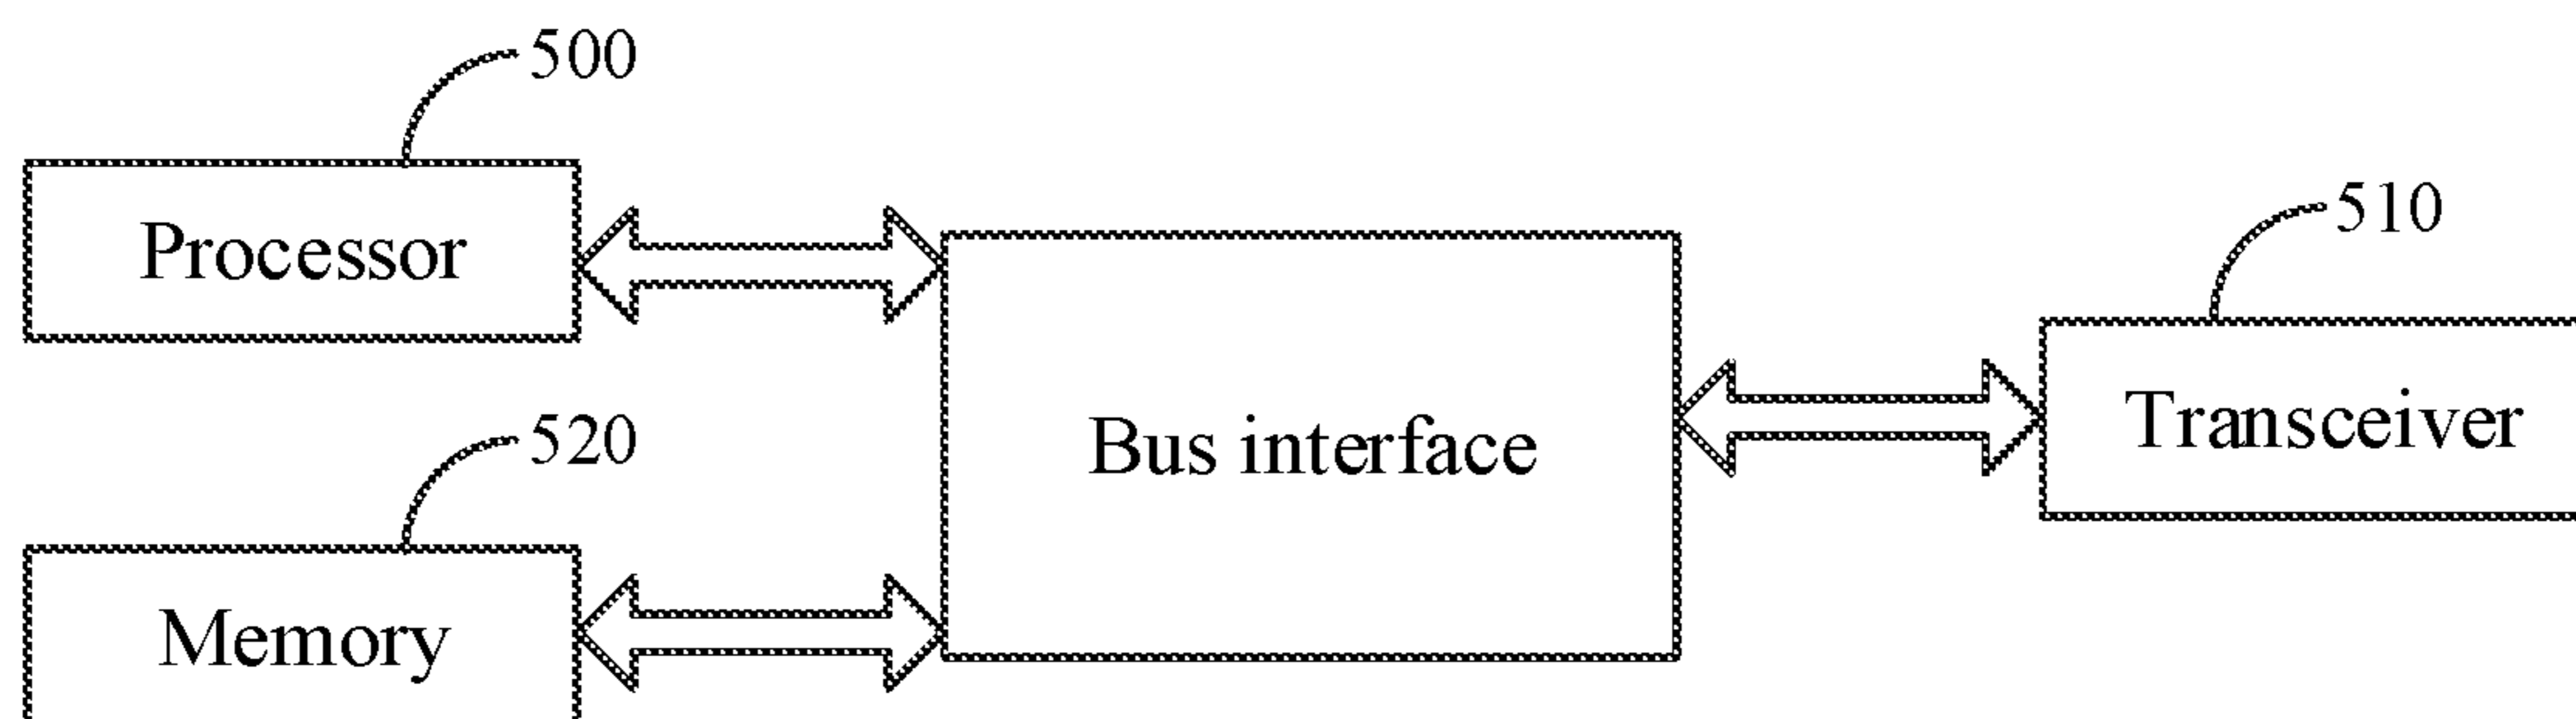 500
Processor
510
Transceiver
Bus interface
520
Memory